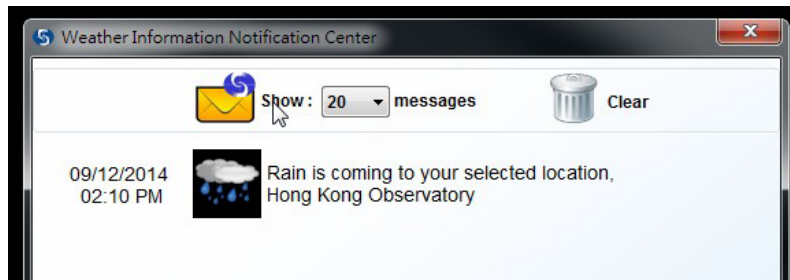 Weather Information Notification Center
Show : 20 messages Clear
09/12/2014 Rain is coming to your selected location,
02:10 PM Hong Kong Observatory